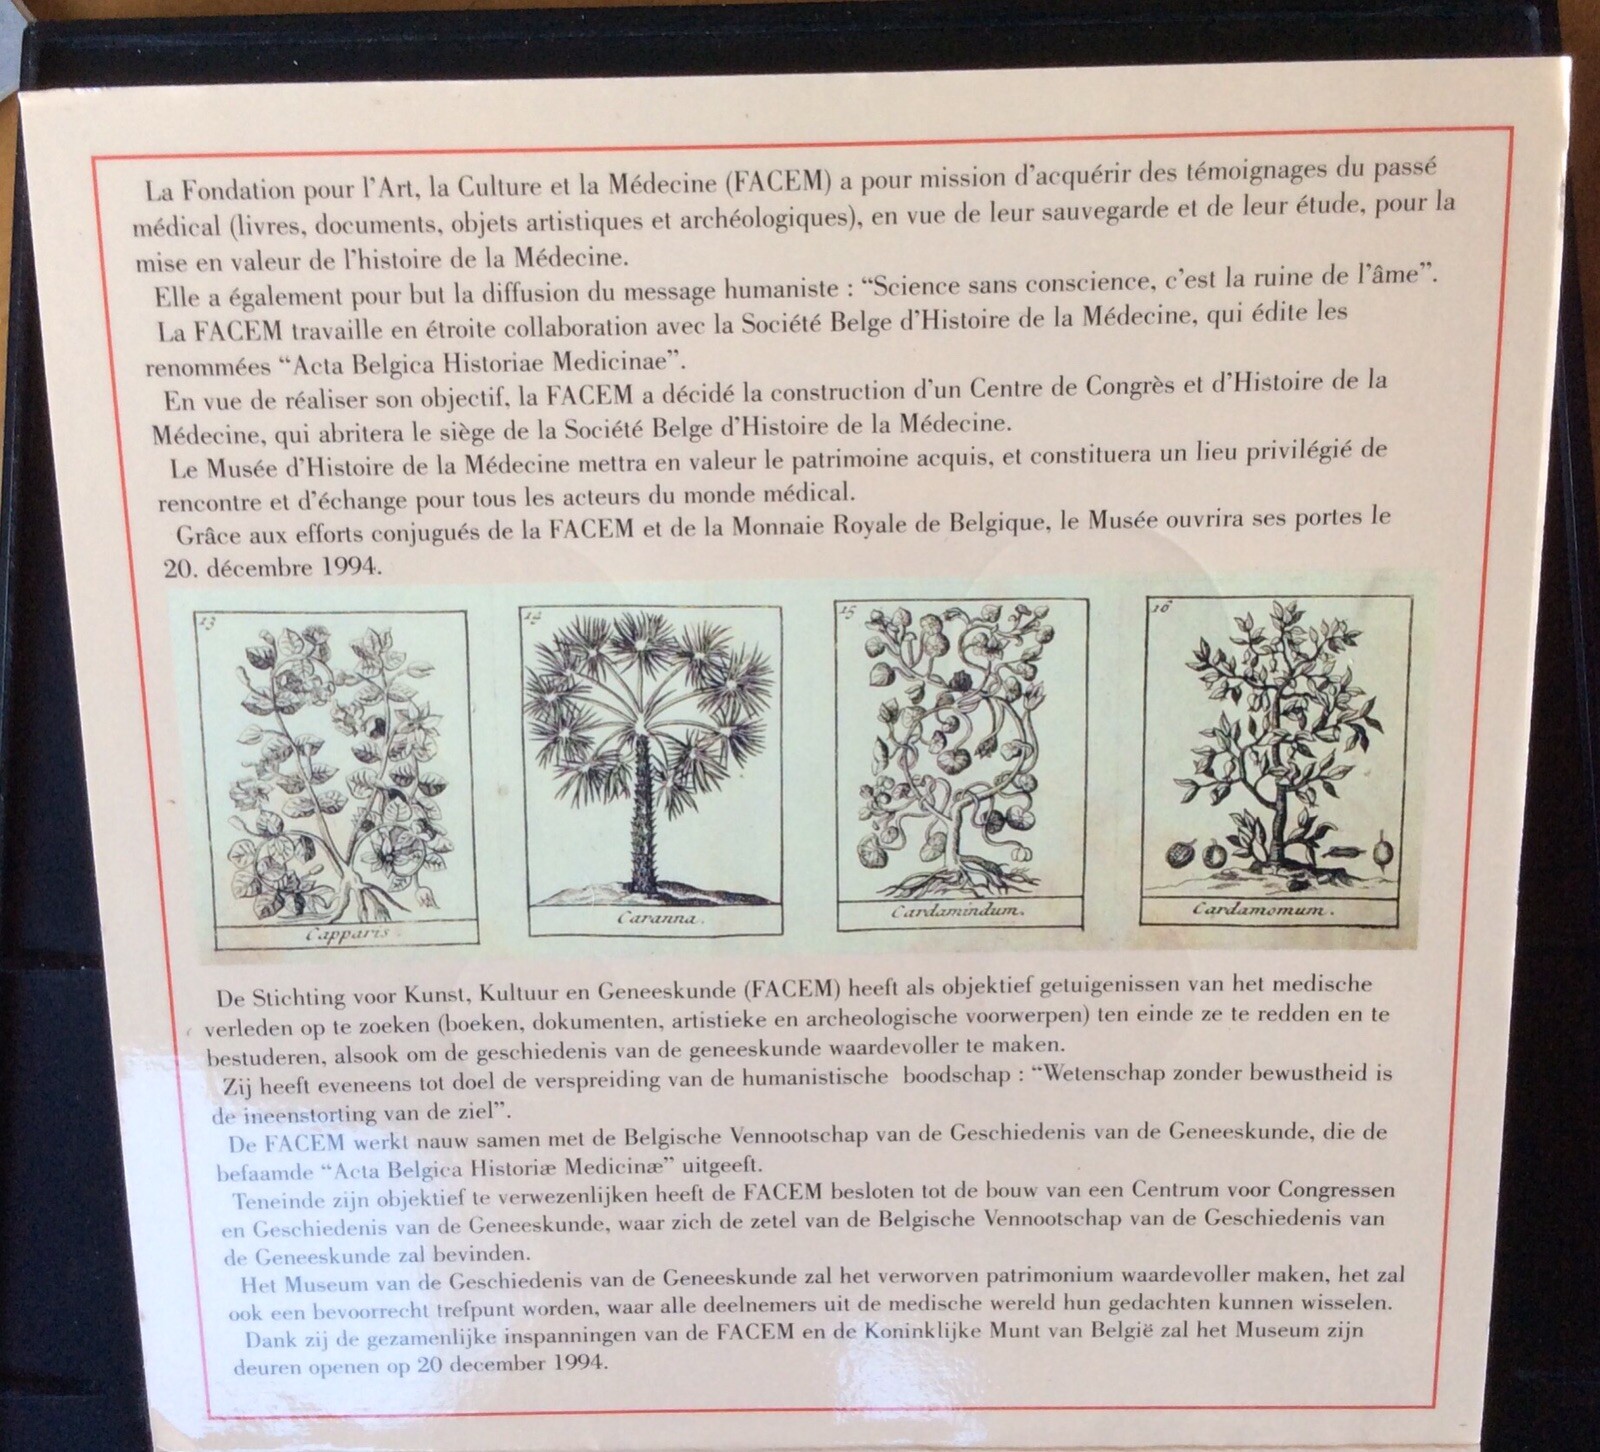 La Fondation pour l'Art, la Culture et la Médecine (FACEM) a pour mission d'acquérir des témoignages du passé
médical (livres, documents, objets artistiques et archéologiques), en vue de leur sauvegarde et de leur étude, pour la
mise en valeur de l'histoire de la Médecine.
Elle a également pour but la diffusion du message humaniste : “Science sans conscience, c'est la ruine de l'âme”.
La FACEM travaille en étroite collaboration avec la Société Belge d'Histoire de la Médecine, qui édite les
renommées “Acta Belgica Historiae Medicinae”.
En vue de réaliser son objectif, la FACEM a décidé la construction d'un Centre de Congrès et d'Histoire de la
Médecine, qui abritera le siège de la Société Belge d'Histoire de la Médecine.
Le Musée d'Histoire de la Médecine mettra en valeur le patrimoine acquis, et constituera un lieu privilégié de
rencontre et d'échange pour tous les acteurs du monde médical.
Grâce aux efforts conjugués de la FACEM et de la Monnaie Royale de Belgique, le Musée ouvrira ses portes le
20. décembre 1994.
13
14
15
16
Capparis.
Caranna.
Cardamindum.
Cardamomum.
De Stichting voor Kunst, Kultuur en Geneeskunde (FACEM) heeft als objektief getuigenissen van het medische
verleden op te zoeken (boeken, dokumenten, artistieke en archeologische voorwerpen) ten einde ze te redden en te
bestuderen, alsook om de geschiedenis van de geneeskunde waardevoller te maken.
Zij heeft eveneens tot doel de verspreiding van de humanistische boodschap : “Wetenschap zonder bewustheid is
de ineenstorting van de ziel”.
De FACEM werkt nauw samen met de Belgische Vennootschap van de Geschiedenis van de Geneeskunde, die de
befaamde “Acta Belgica Historiæ Medicinæ” uitgeeft.
Teneinde zijn objektief te verwezenlijken heeft de FACEM besloten tot de bouw van een Centrum voor Congressen
en Geschiedenis van de Geneeskunde, waar zich de zetel van de Belgische Vennootschap van de Geschiedenis van
de Geneeskunde zal bevinden.
Het Museum van de Geschiedenis van de Geneeskunde zal het verworven patrimonium waardevoller maken, het zal
ook een bevoorrecht trefpunt worden, waar alle deelnemers uit de medische wereld hun gedachten kunnen wisselen.
Dank zij de gezamenlijke inspanningen van de FACEM en de Koninklijke Munt van België zal het Museum zijn
deuren openen op 20 december 1994.